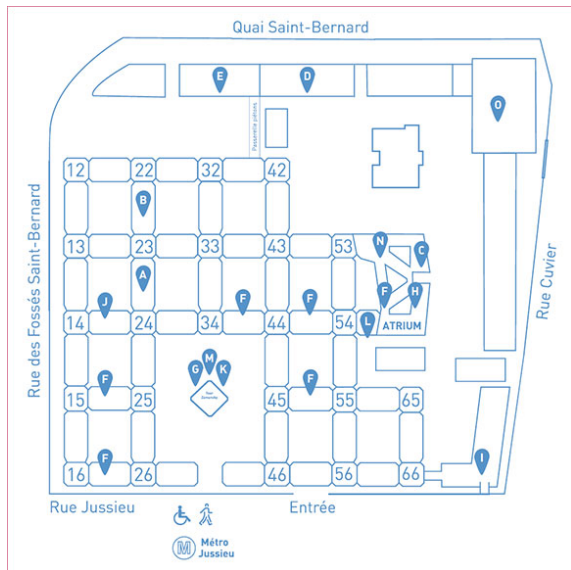 Quai Saint-Bernard
E
D
O
Passerelle piétons
12
22
32
42
B
Rue des Fossés Saint-Bernard
13
23
33
43
53
N
C
A
J
F
F
F
H
Rue Cuvier
14
24
34
44
54
L
ATRIUM
G
M
K
F
F
15
25
45
55
65
F
I
16
26
46
56
66
Rue Jussieu
Entrée
M
Métro
Jussieu